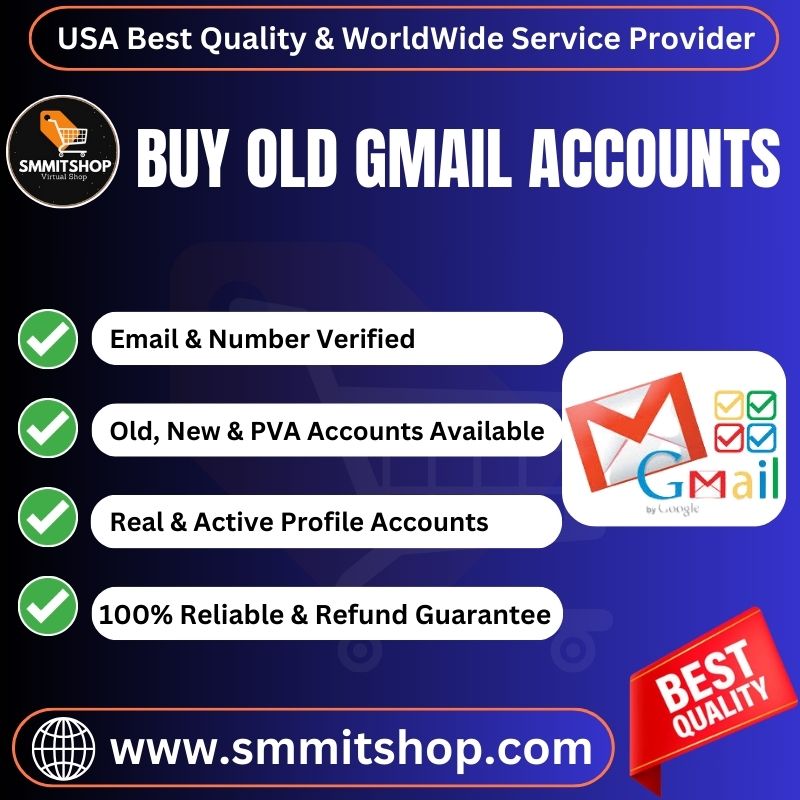 USA Best Quality & WorldWide Service Provider
SMMITSHOP
Virtual Shop
BUY OLD GMAIL ACCOUNTS
Email & Number Verified
Old, New & PVA Accounts Available
Real & Active Profile Accounts
100% Reliable & Refund Guarantee
M
Gmail
by Google
BEST
QUALITY
www.smmitshop.com